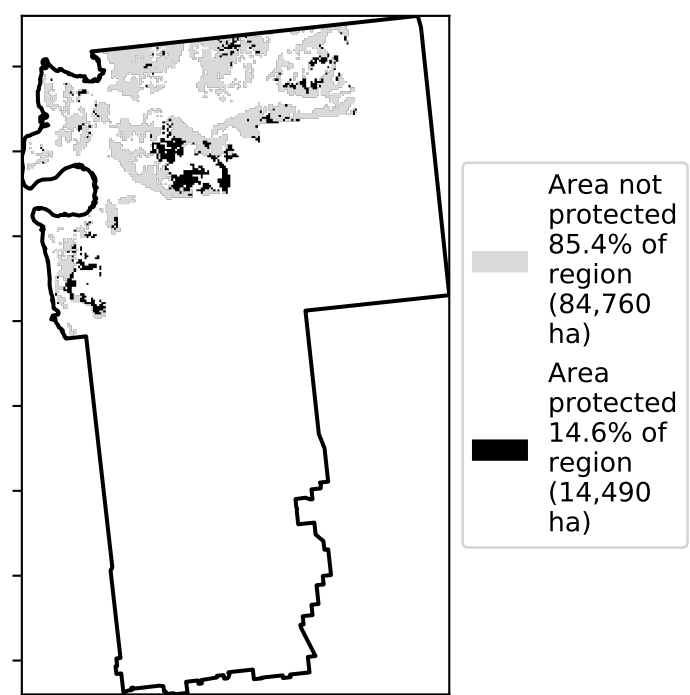 Area not
protected
85.4% of
region
(84,760
ha)
Area
protected
14.6% of
region
(14,490
ha)